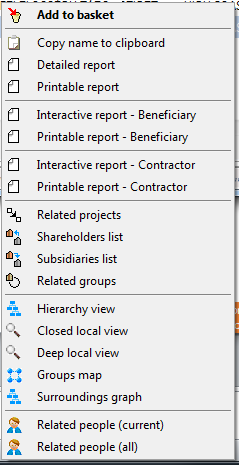 Add to basket
Copy name to clipboard
Detailed report
Printable report
Interactive report - Beneficiary
Printable report - Beneficiary
Interactive report - Contractor
Printable report - Contractor
Related projects
Shareholders list
Subsidiaries list
Related groups
Hierarchy view
Closed local view
Deep local view
Groups map
Surroundings graph
Related people (current)
Related people (all)